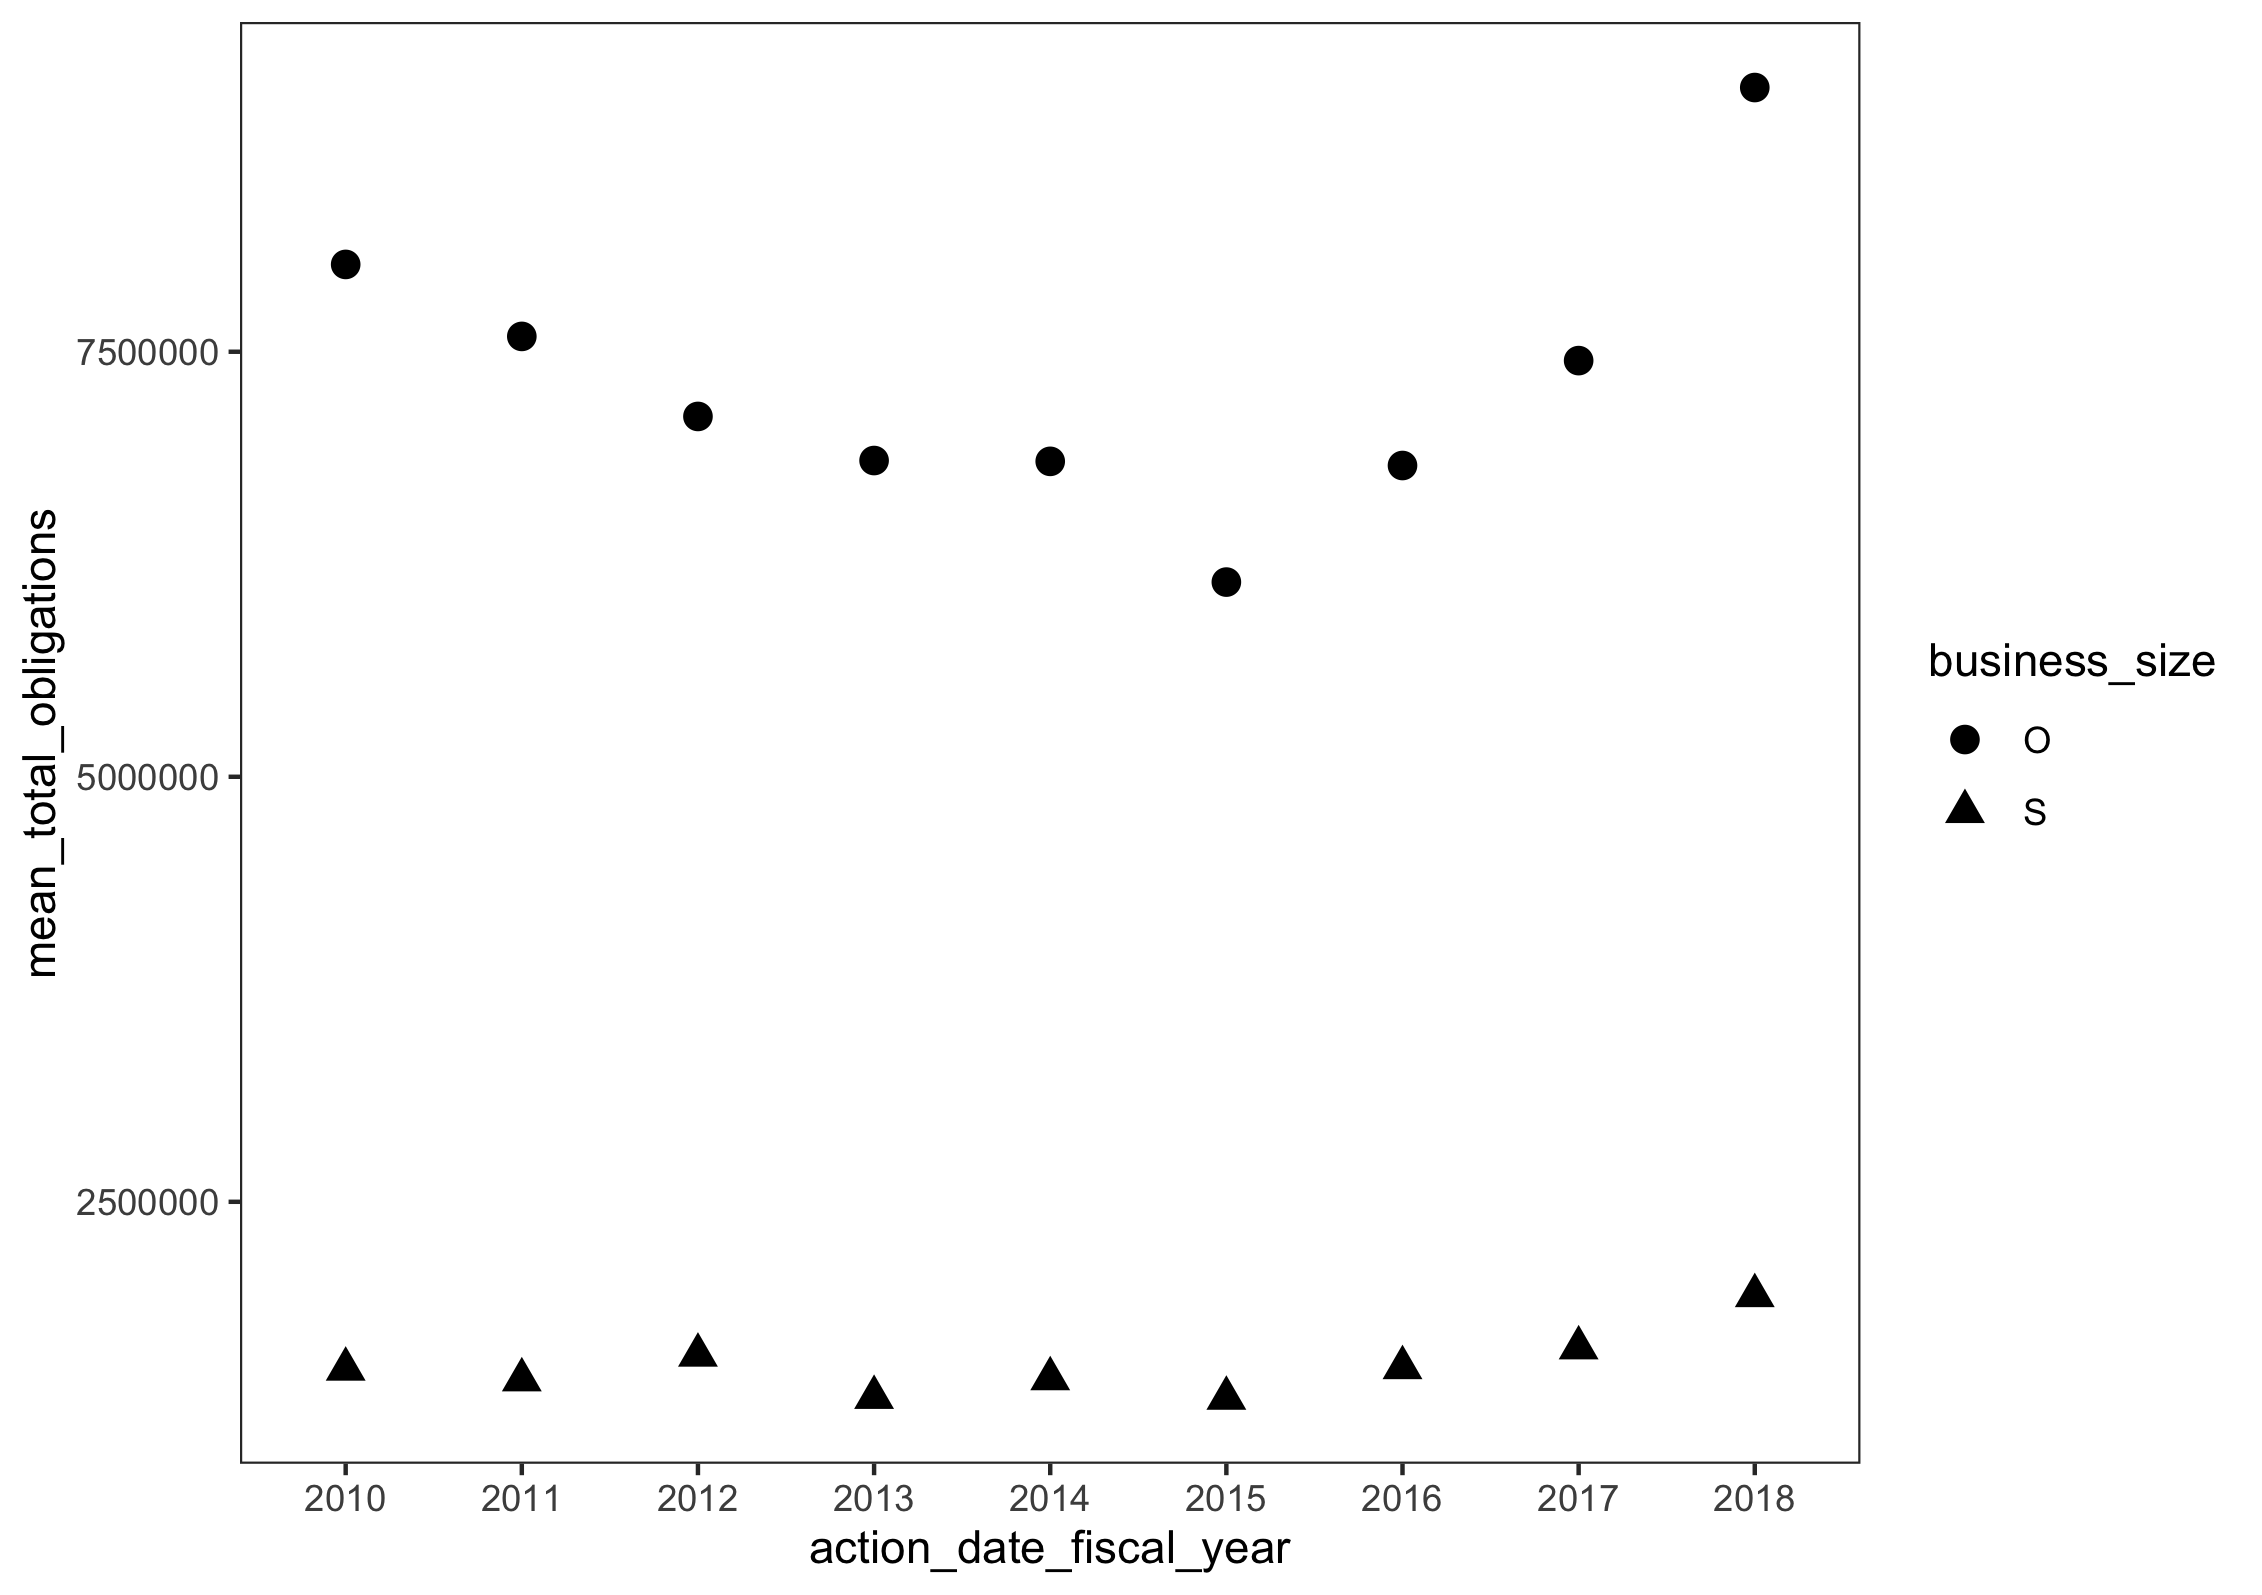 mean_total_obligations
7500000
5000000
2500000
2010 2011 2012 2013 2014 2015 2016 2017 2018
action_date_fiscal_year
business_size
O
S